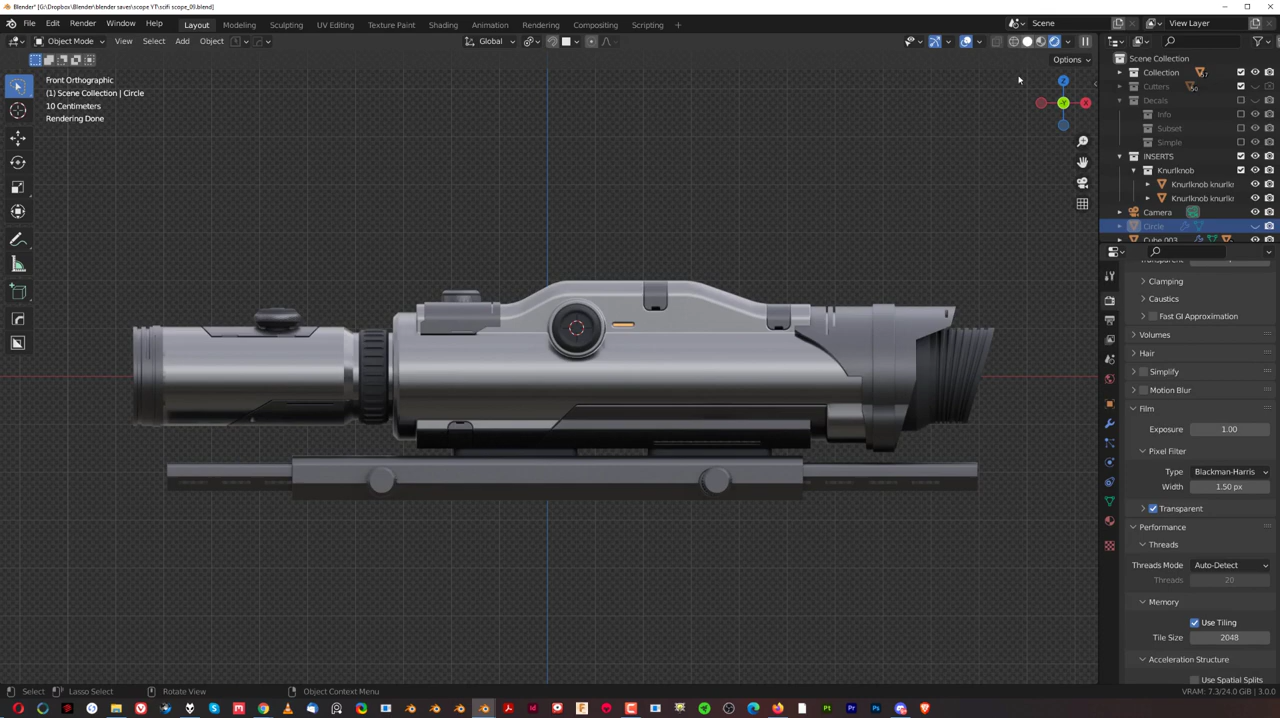 Blender* [G:\Dropbox\blender saves\scope YT\scifi scope_09.blend]
File Edit Render Window Help Layout Modeling Sculpting UV Editing Texture Paint Shading Animation Rendering Compositing Scripting + Scene View Layer
Object Mode View Select Add Object Global
Options
Front Orthographic
(1) Scene Collection | Circle
10 Centimeters
Rendering Done
Z
X
-Y
Scene Collection
Collection
Cutters 50
Decals
Info
Subset
Simple
INSERTS
Knurlknob
Knurlknob knurlk
Knurlknob knurlk
Camera
Circle
Cube.003
Clamping
Caustics
Fast GI Approximation
Volumes
Hair
Simplify
Motion Blur
Film
Exposure 1.00
Pixel Filter
Type Blackman-Harris
Width 1.50 px
Transparent
Performance
Threads
Threads Mode Auto-Detect
Threads 20
Memory
Use Tiling
Tile Size 2048
Acceleration Structure
Use Spatial Splits
Select Lasso Select Rotate View Object Context Menu VRAM: 7.3/24.0 GiB | 3.0.0